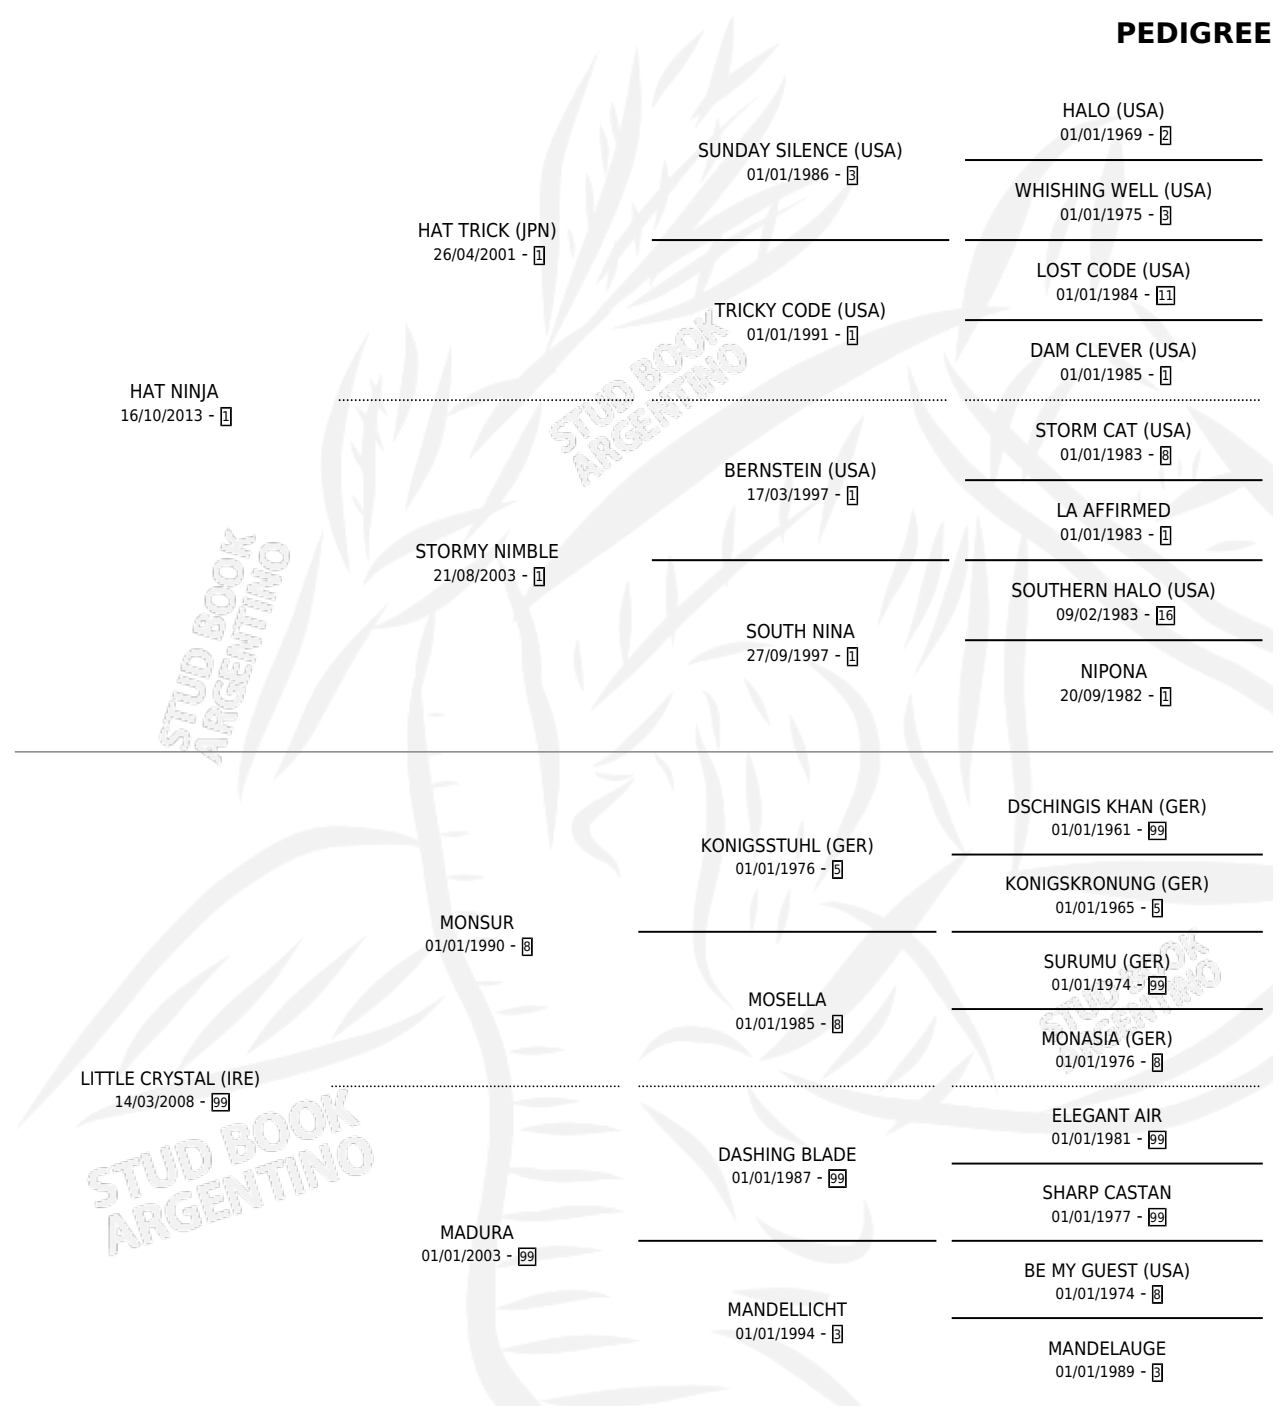 PEDIGREE
HALO (USA)
01/01/1969 - 2
SUNDAY SILENCE (USA)
01/01/1986 - 3
WHISHING WELL (USA)
01/01/1975 - 3
HAT TRICK (JPN)
26/04/2001 - 1
LOST CODE (USA)
01/01/1984 - 11
TRICKY CODE (USA)
01/01/1991 - 1
DAM CLEVER (USA)
01/01/1985 - 1
HAT NINJA
16/10/2013 - 1
STORM CAT (USA)
01/01/1983 - 8
BERNSTEIN (USA)
17/03/1997 - 1
LA AFFIRMED
01/01/1983 - 1
STORMY NIMBLE
21/08/2003 - 1
SOUTHERN HALO (USA)
09/02/1983 - 16
SOUTH NINA
27/09/1997 - 1
NIPONA
20/09/1982 - 1
STUD BOOK
ARGENTINO
STUD BOOK
ARGENTINO
DSCHINGIS KHAN (GER)
01/01/1961 - 99
KONIGSSTUHL (GER)
01/01/1976 - 5
KONIGSKRONUNG (GER)
01/01/1965 - 5
MONSUR
01/01/1990 - 8
SURUMU (GER)
01/01/1974 - 99
MOSELLA
01/01/1985 - 8
MONASIA (GER)
01/01/1976 - 8
LITTLE CRYSTAL (IRE)
14/03/2008 - 99
ELEGANT AIR
01/01/1981 - 99
DASHING BLADE
01/01/1987 - 99
SHARP CASTAN
01/01/1977 - 99
MADURA
01/01/2003 - 99
BE MY GUEST (USA)
01/01/1974 - 8
MANDELLICHT
01/01/1994 - 3
MANDELAUGE
01/01/1989 - 3
STUD BOOK
ARGENTINO
STUD BOOK
ARGENTINO